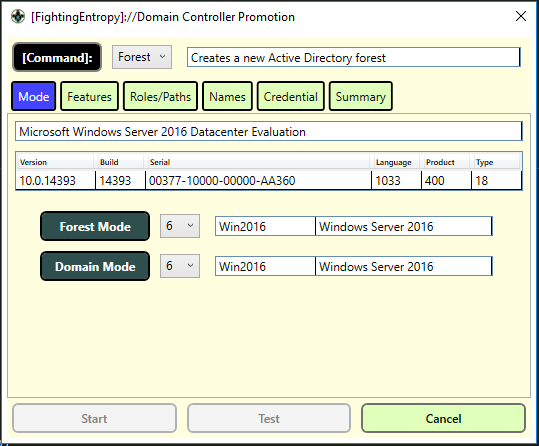 [FightingEntropy]://Domain Controller Promotion
[Command]: Forest Creates a new Active Directory forest
Mode Features Roles/Paths Names Credential Summary
Microsoft Windows Server 2016 Datacenter Evaluation
Version Build Serial Language Product Type
10.0.14393 14393 00377-10000-00000-AA360 1033 400 18
Forest Mode 6 Win2016 Windows Server 2016
Domain Mode 6 Win2016 Windows Server 2016
Start Test Cancel